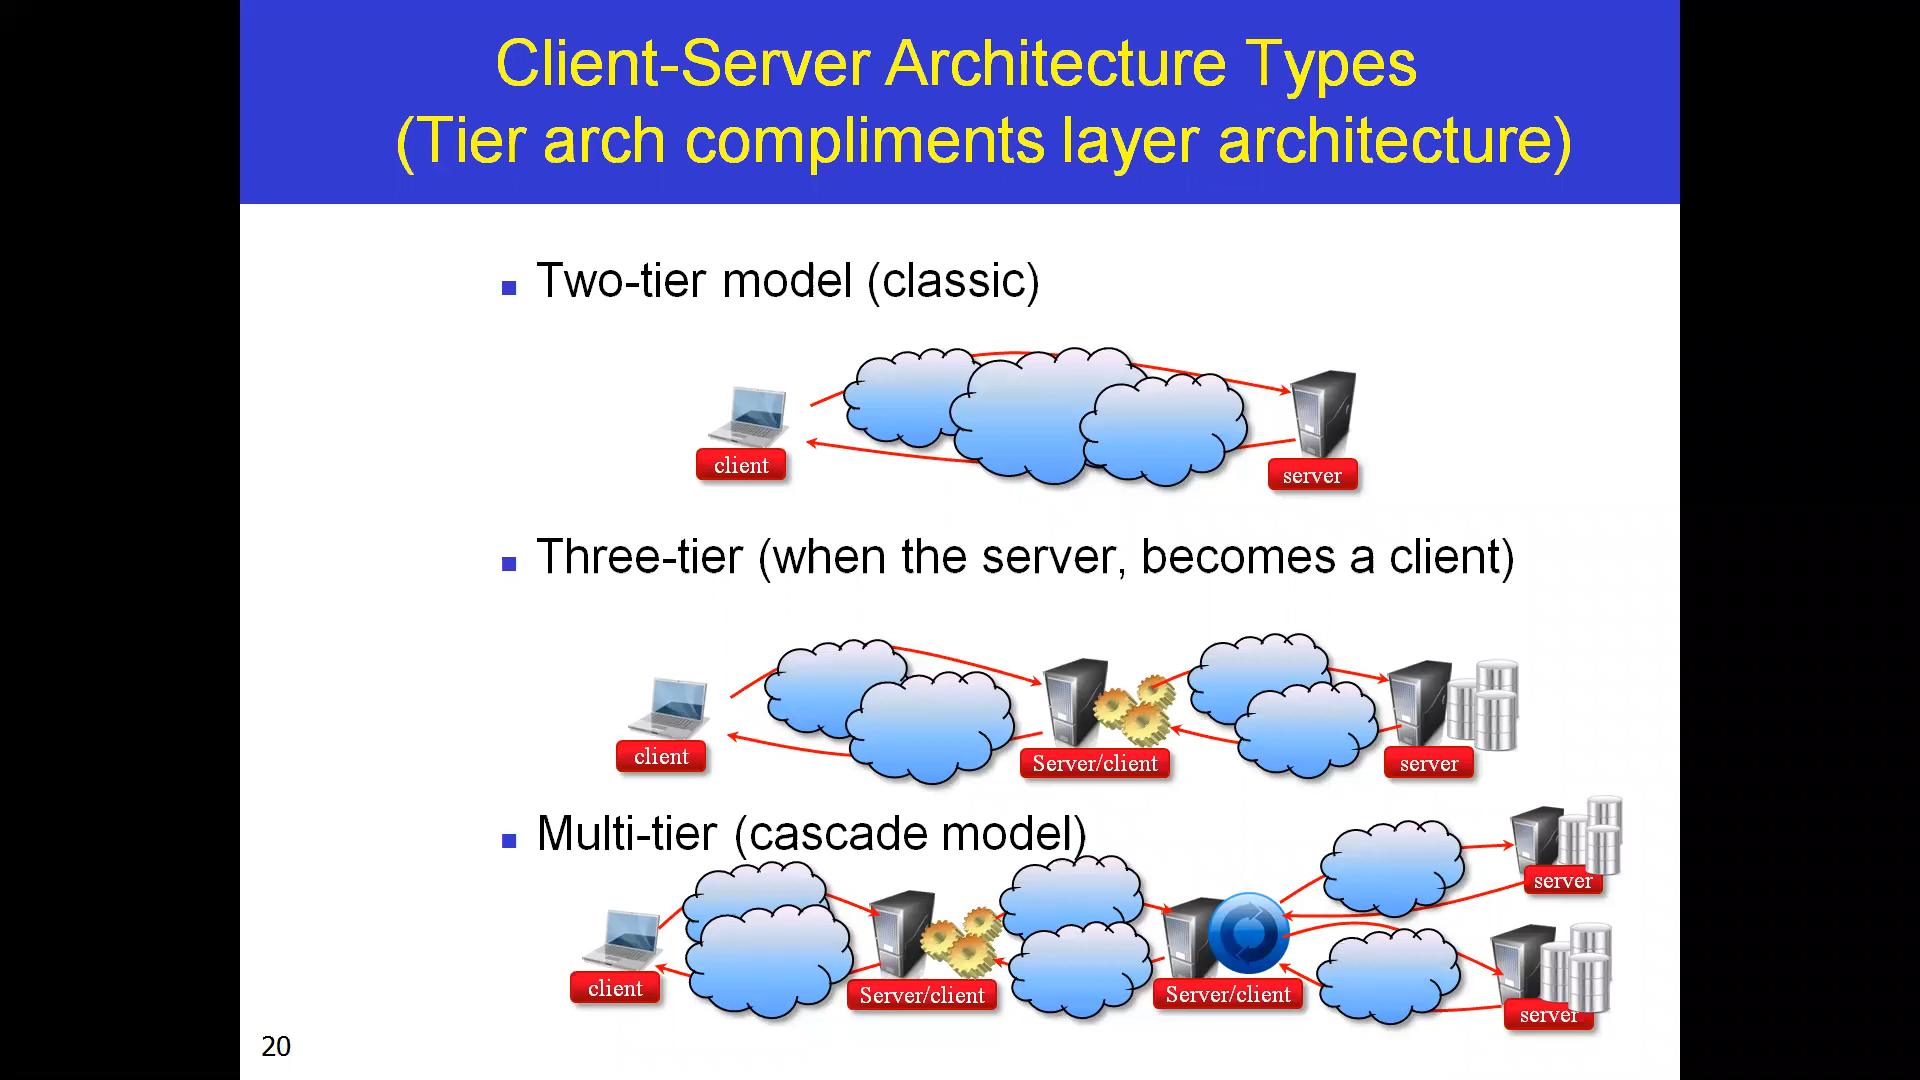 Client-Server Architecture Types
(Tier arch compliments layer architecture)
Two-tier model (classic)
client
server
Three-tier (when the server, becomes a client)
client
Server/client
server
Multi-tier (cascade model)
server
client
Server/client
Server/client
server
20